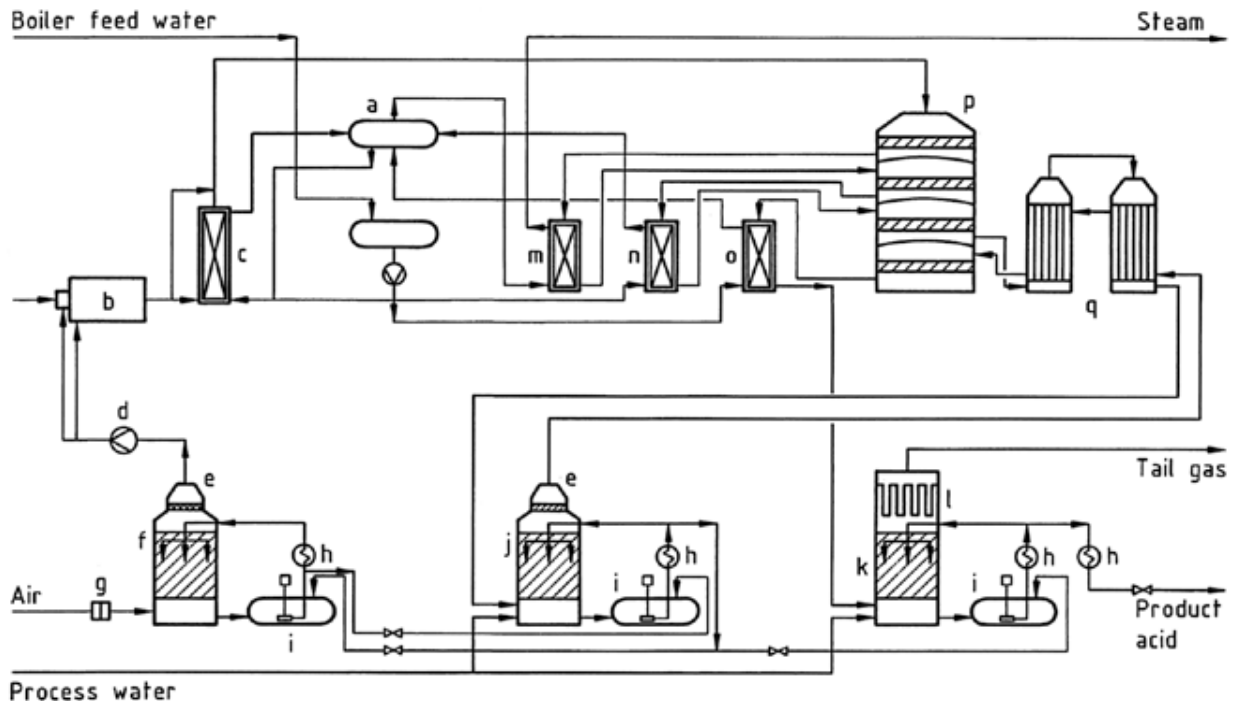 Boiler feed water
Steam
a
p
c
m
n
o
b
q
d
Tail gas
e
e
l
f
h
j
h
k
h
h
g
i
i
Air
Product
acid
i
Process water